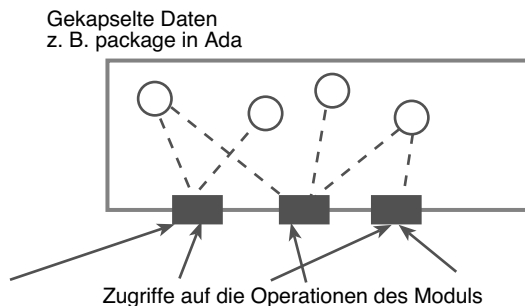 Gekapselte Daten
z. B. package in Ada
Zugriffe auf die Operationen des Moduls